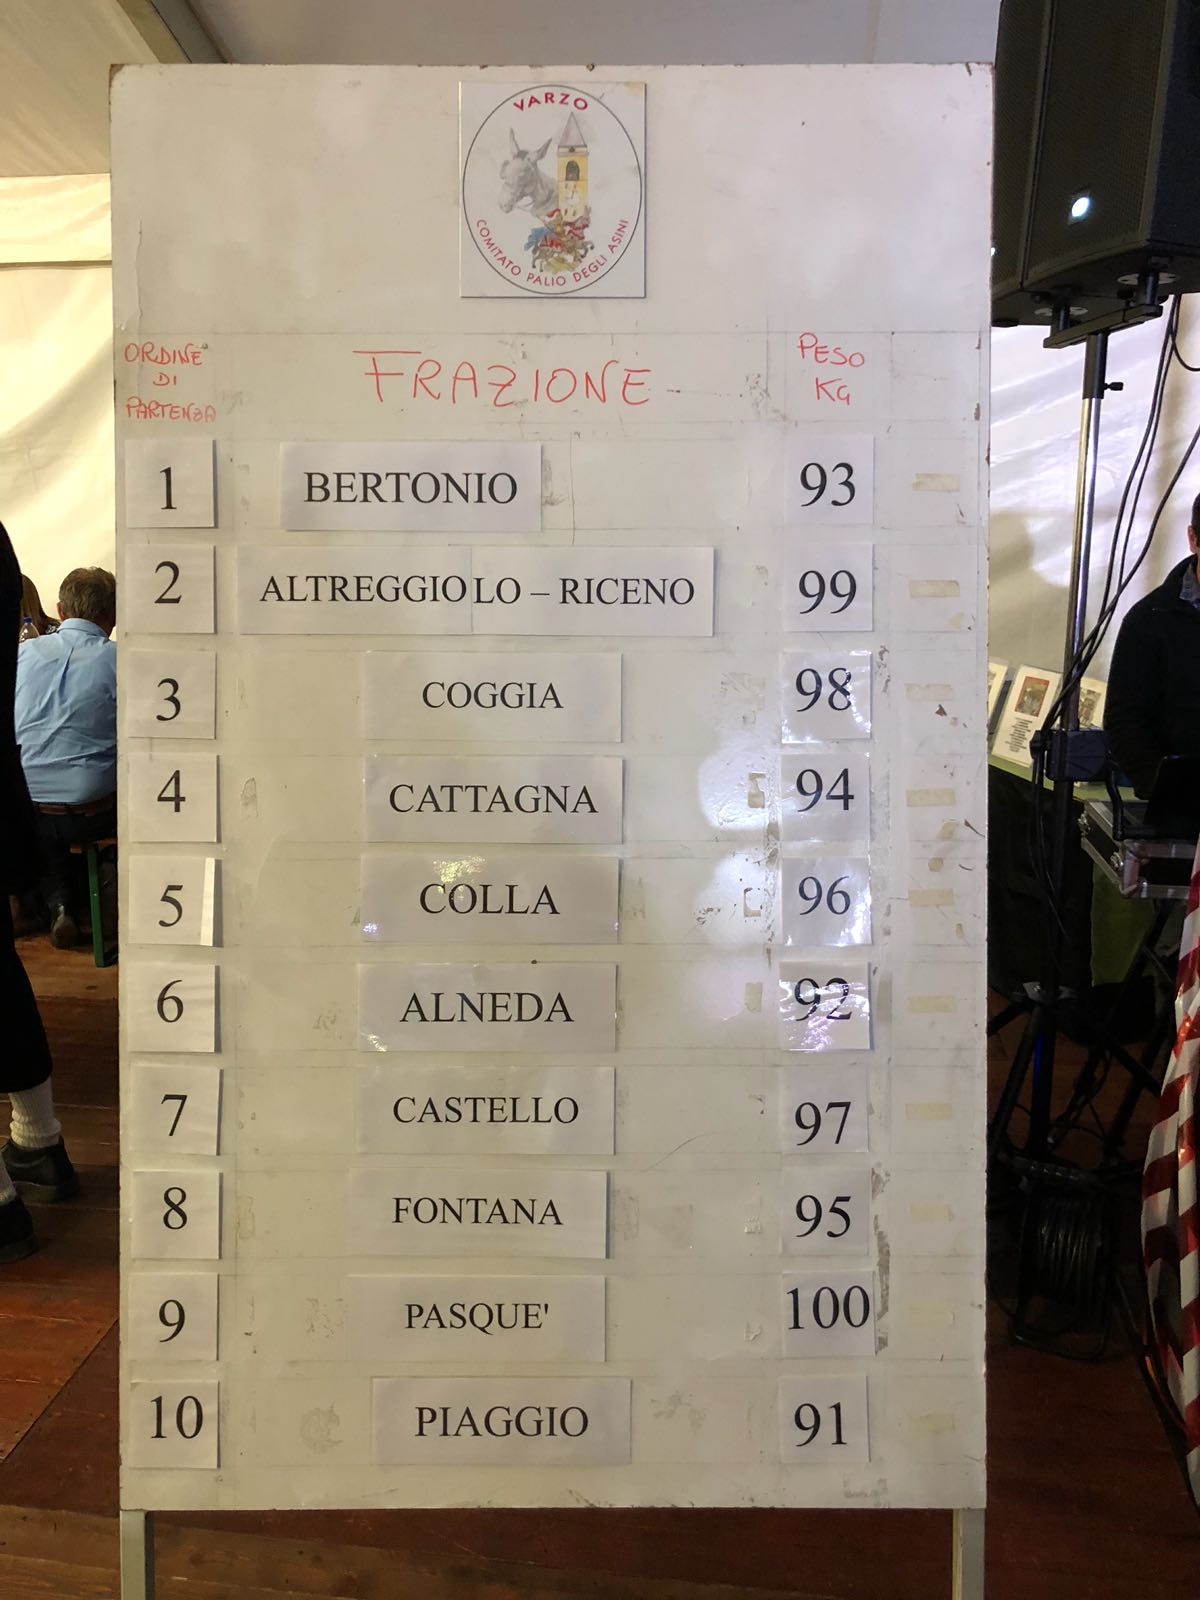 VARZO
COMITATO PALIO DEGLI ASINI
ORDINE DI PARTENZA FRAZIONE PESO KG
1 BERTONIO 93
2 ALTREGGIOLO – RICENO 99
3 COGGIA 98
4 CATTAGNA 94
5 COLLA 96
6 ALNEDA 92
7 CASTELLO 97
8 FONTANA 95
9 PASQUE' 100
10 PIAGGIO 91